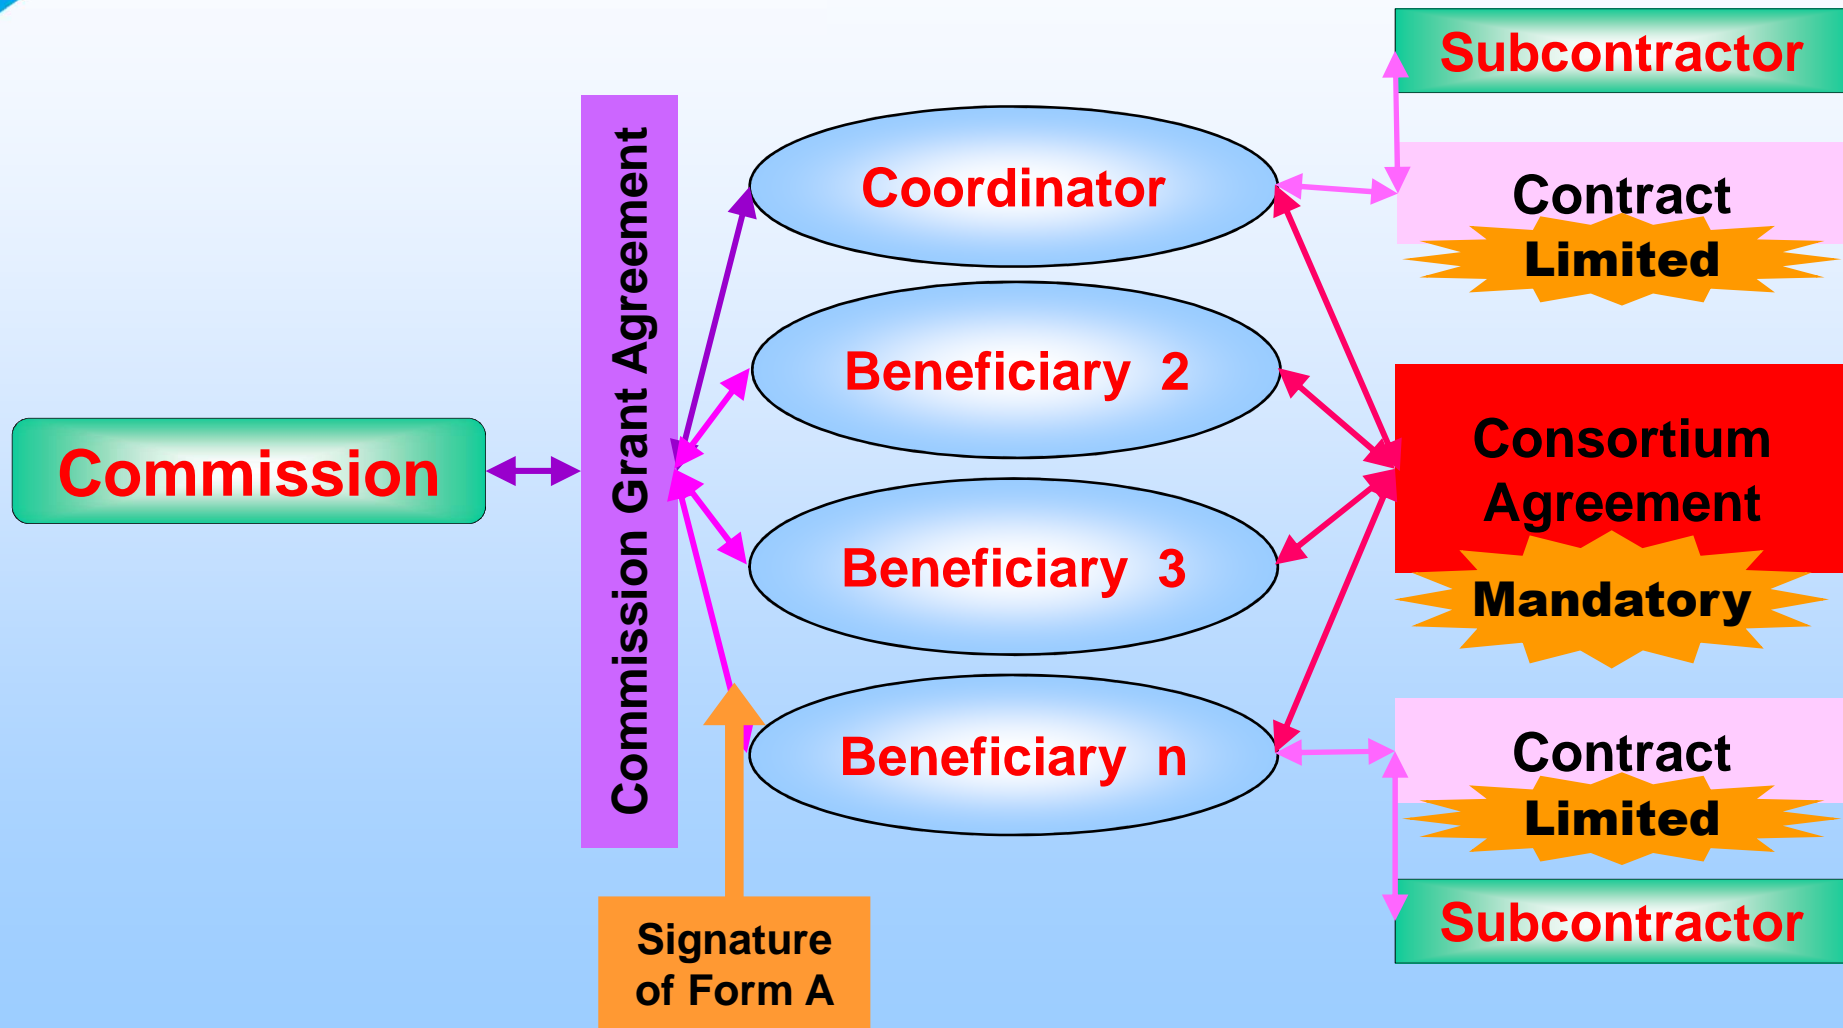 Commission
Commission Grant Agreement
Coordinator
Beneficiary 2
Beneficiary 3
Beneficiary n
Signature
of Form A
Subcontractor
Contract
Limited
Consortium
Agreement
Mandatory
Contract
Limited
Subcontractor